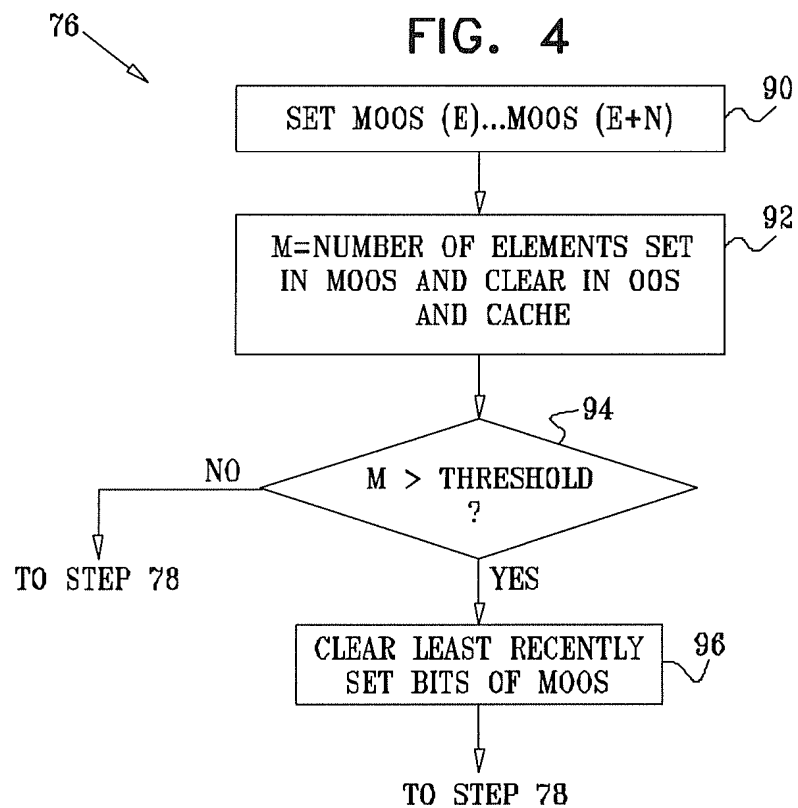 76
FIG. 4
SET MOOS (E)...MOOS (E+N)
90
92
M=NUMBER OF ELEMENTS SET
IN MOOS AND CLEAR IN OOS
AND CACHE
94
NO
M > THRESHOLD
?
TO STEP 78
YES
CLEAR LEAST RECENTLY
SET BITS OF MOOS
96
TO STEP 78